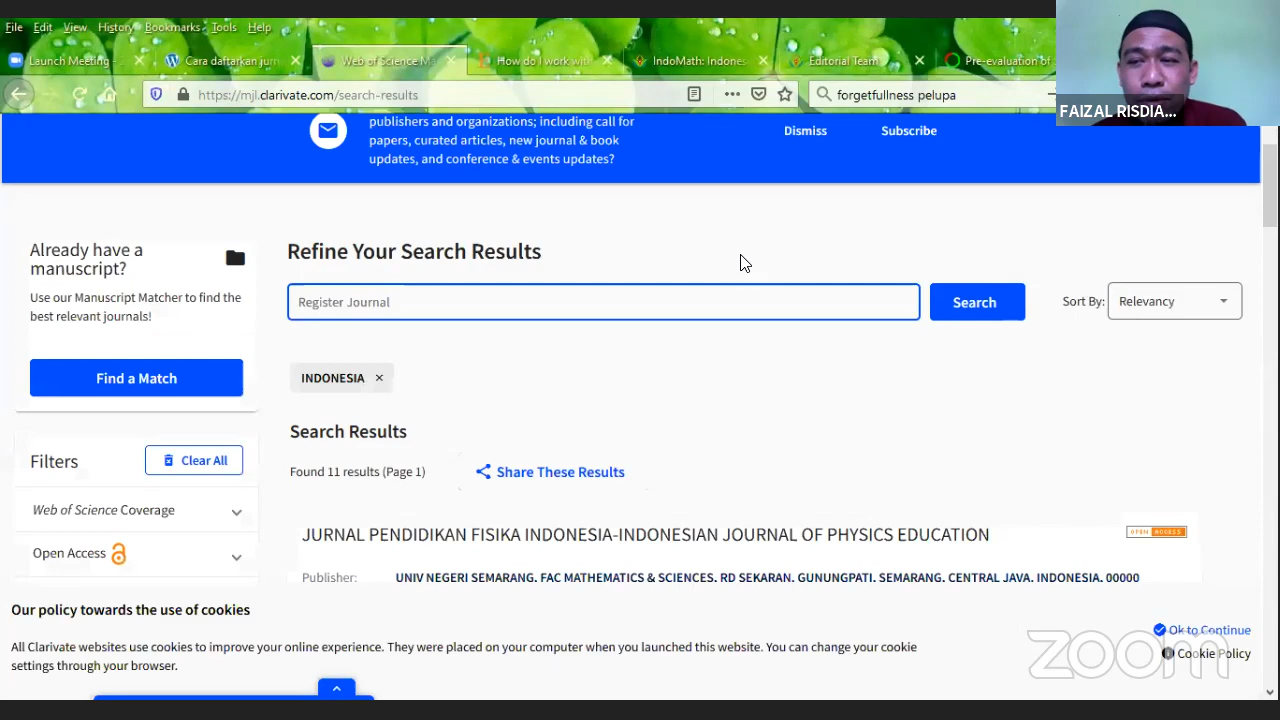 File Edit View History Bookmarks Tools Help
Launch Meeting - Cara daftarkan jurn Web of Science Ma How do I work with IndoMath: Indones Editorial Team Pre-evaluation of
https://mjl.clarivate.com/search-results
forgetfullness pelupa
FAIZAL RISDIA...
publishers and organizations; including call for
papers, curated articles, new journal & book
updates, and conference & events updates?
Dismiss
Subscribe
Already have a
manuscript?
Use our Manuscript Matcher to find the
best relevant journals!
Find a Match
Refine Your Search Results
Register Journal
Search
Sort By: Relevancy
INDONESIA ×
Search Results
Found 11 results (Page 1)
Share These Results
Filters
Clear All
Web of Science Coverage
Open Access
JURNAL PENDIDIKAN FISIKA INDONESIA-INDONESIAN JOURNAL OF PHYSICS EDUCATION
OPEN ACCESS
Publisher: UNIV NEGERI SEMARANG, FAC MATHEMATICS & SCIENCES, RD SEKARAN, GUNUNGPATI, SEMARANG, CENTRAL JAVA, INDONESIA, 00000
Our policy towards the use of cookies
All Clarivate websites use cookies to improve your online experience. They were placed on your computer when you launched this website. You can change your cookie
settings through your browser.
Ok to Continue
Cookie Policy
zoom